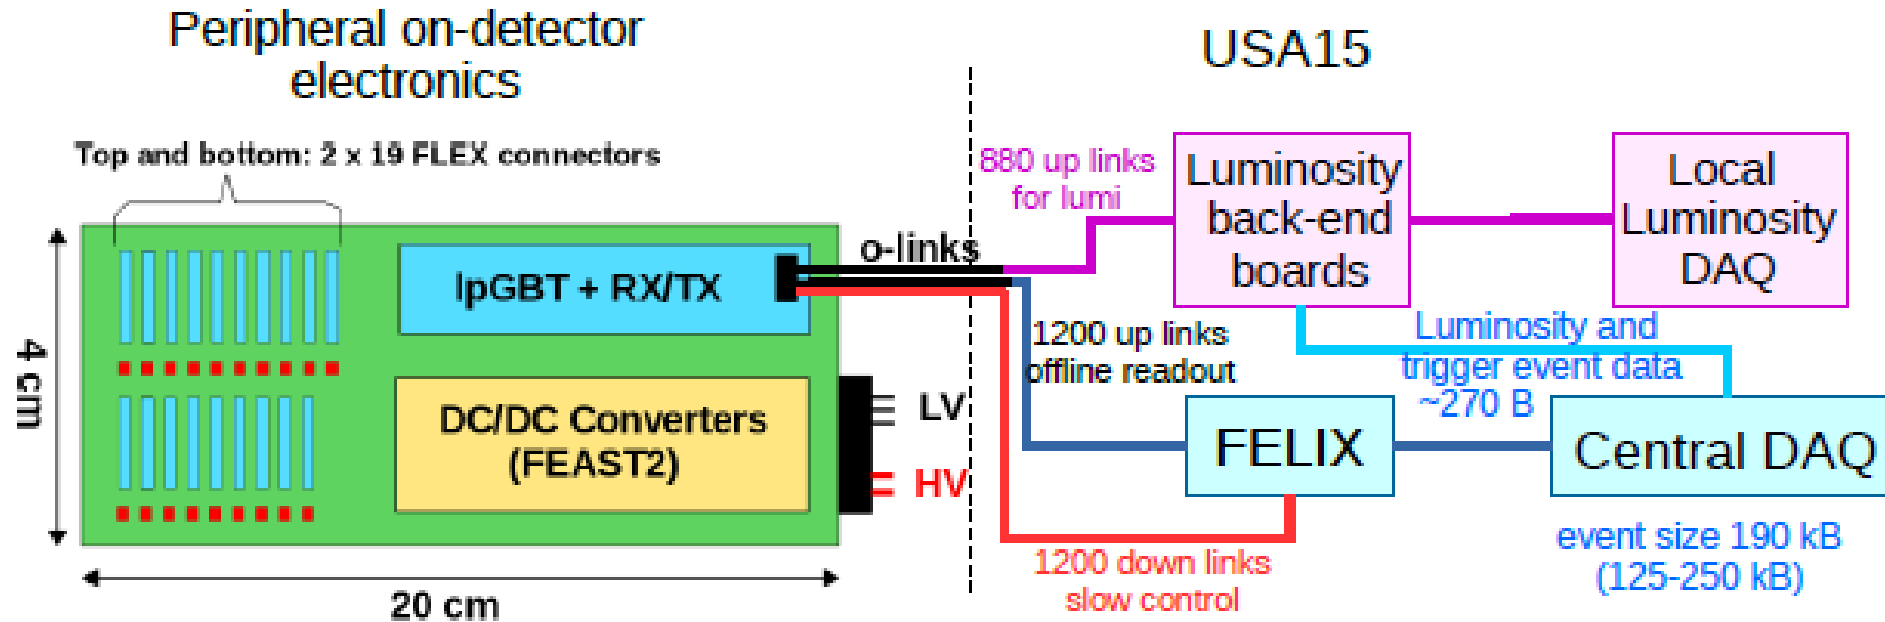 Peripheral on-detector
electronics
USA15
Top and bottom: 2 x 19 FLEX connectors
4 cm
20 cm
lpGBT + RX/TX
DC/DC Converters
(FEAST2)
o-links
LV
HV
880 up links
for lumi
Luminosity
back-end
boards
Local
Luminosity
DAQ
1200 up links
offline readout
Luminosity and
trigger event data
~270 B
FELIX
Central DAQ
1200 down links
slow control
event size 190 kB
(125-250 kB)